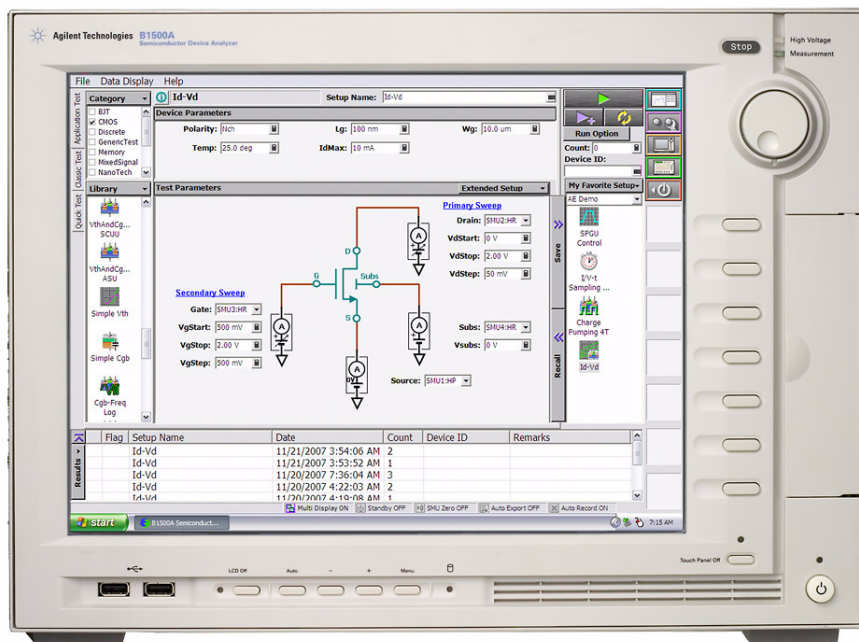 Agilent Technologies B1500A
Semiconductor Device Analyzer
Stop
High Voltage
Measurement
File Data Display Help
Application Test
Classic Test
Quick Test
Category
BJT
CMOS
Discrete
GenericTest
Memory
MixedSignal
NanoTech
Library
VthAndCg...
SCUU
VthAndCg...
ASU
Simple Vth
Simple Cgb
Cgb-Freq
Log
Id-Vd
Setup Name: Id-Vd
Device Parameters
Polarity: Nch
Lg: 100 nm
Wg: 10.0 um
Temp: 25.0 deg
IdMax: 10 mA
Test Parameters
Extended Setup
Primary Sweep
Drain: SMU2:HR
VdStart: 0 V
VdStop: 2.00 V
VdStep: 50 mV
Secondary Sweep
Gate: SMU3:HR
VgStart: 500 mV
VgStop: 2.00 V
VgStep: 500 mV
D
G
Subs
S
A
A
A
A
0V
Subs: SMU4:HR
Vsubs: 0 V
Source: SMU1:HP
Save
Recall
Run Option
Count: 0
Device ID:
My Favorite Setup
AE Demo
SPGU
Control
I/V-t
Sampling ...
Charge
Pumping 4T
Id-Vd
Results
Flag Setup Name Date Count Device ID Remarks
Id-Vd 11/21/2007 3:54:06 AM 2
Id-Vd 11/21/2007 3:53:52 AM 1
Id-Vd 11/20/2007 7:36:04 AM 3
Id-Vd 11/20/2007 4:22:03 AM 2
Id-Vd 11/20/2007 4:19:08 AM 1
Multi Display ON Standby OFF SMU Zero OFF Auto Export OFF Auto Record ON
start B1500A Semiconduct... 7:15 AM
Touch Panel Off
LCD Off Auto - + Menu